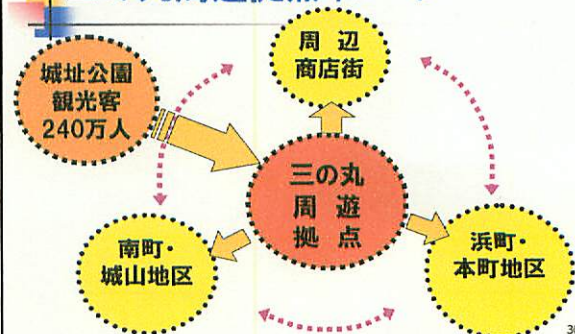 城址公園
観光客
240万人
周辺
商店街
三の丸
周遊
拠点
南町・
城山地区
浜町・
本町地区